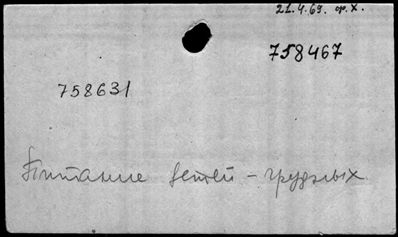 21.4.69. ф.Х.
758467
758631
Питание детей - грудных